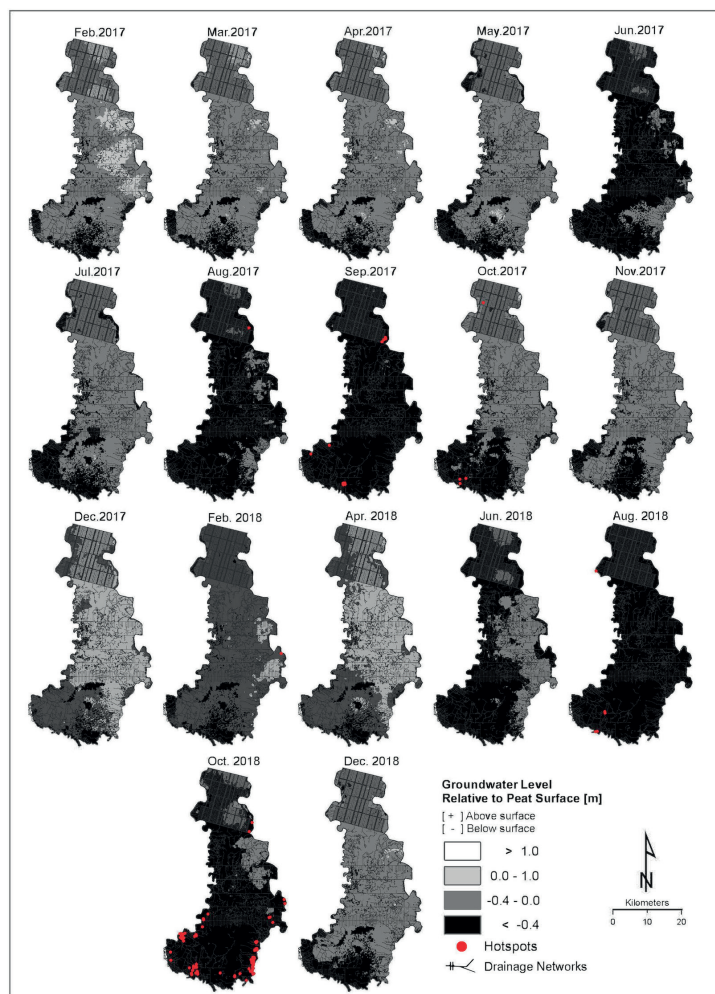 Feb.2017 Mar.2017 Apr.2017 May.2017 Jun.2017
Jul.2017 Aug.2017 Sep.2017 Oct.2017 Nov.2017
Dec.2017 Feb. 2018 Apr. 2018 Jun. 2018 Aug. 2018
Oct. 2018 Dec. 2018
Groundwater Level
Relative to Peat Surface [m]
[ + ] Above surface
[ - ] Below surface
> 1.0
0.0 - 1.0
-0.4 - 0.0
< -0.4
Hotspots
Drainage Networks
N
Kilometers
0 10 20